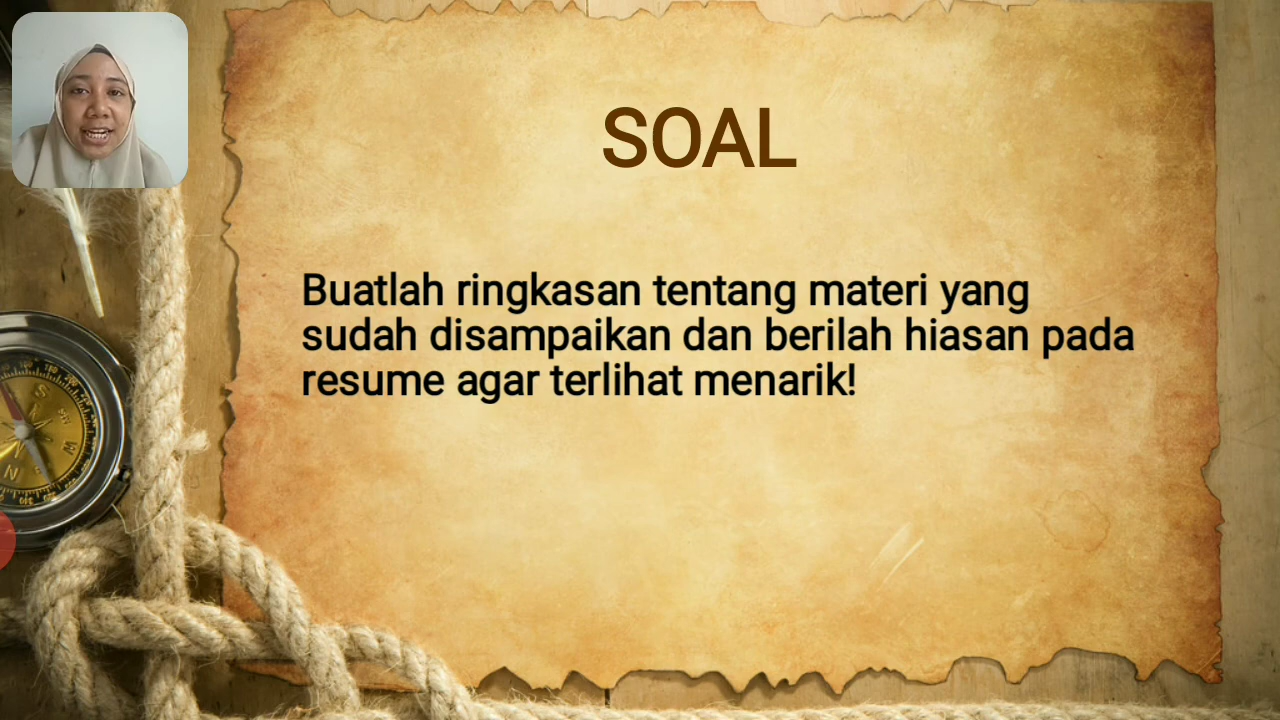 SOAL
Buatlah ringkasan tentang materi yang
sudah disampaikan dan berilah hiasan pada
resume agar terlihat menarik!